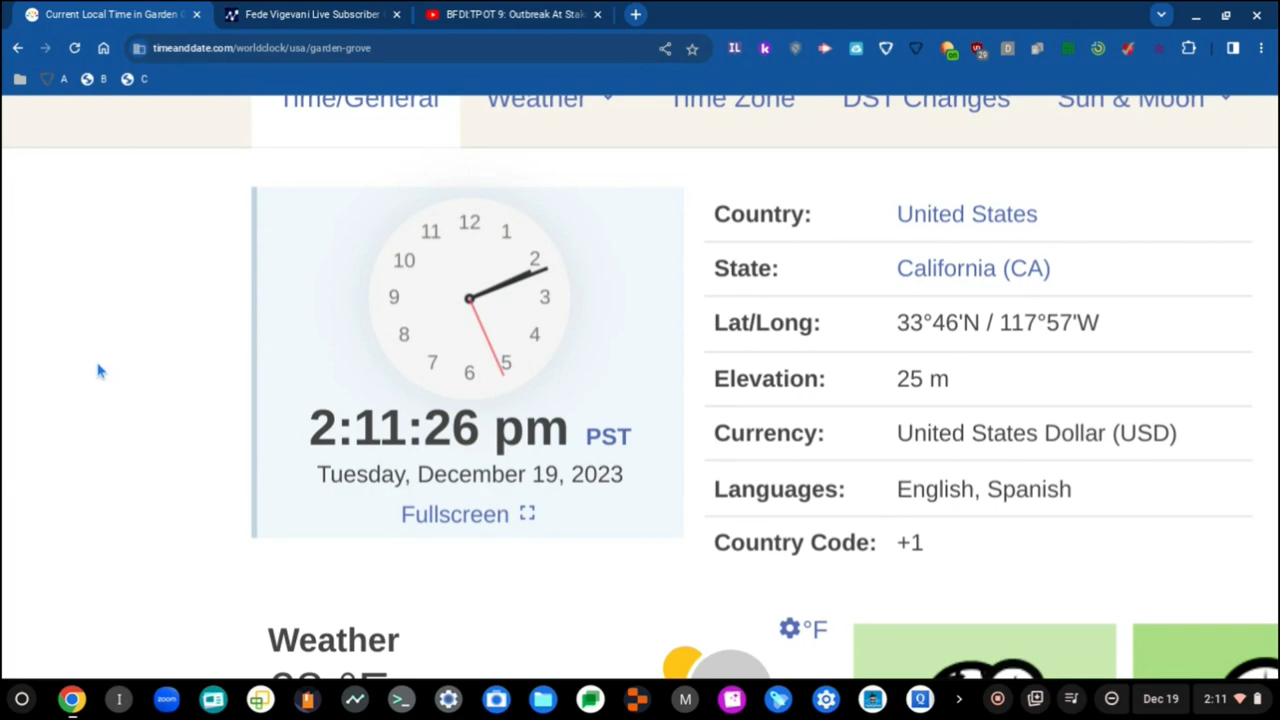 Current Local Time in Garden G
Fede Vigevani Live Subscriber
BFDI:TPOT 9: Outbreak At Stak
timeanddate.com/worldclock/usa/garden-grove
A B C
Time/General Weather Time Zone DST Changes Sun & Moon
12
11 1
10 2
9 3
8 4
7 5
6
2:11:26 pm PST
Tuesday, December 19, 2023
Fullscreen
Country: United States
State: California (CA)
Lat/Long: 33°46'N / 117°57'W
Elevation: 25 m
Currency: United States Dollar (USD)
Languages: English, Spanish
Country Code: +1
Weather
°F
Dec 19 2:11